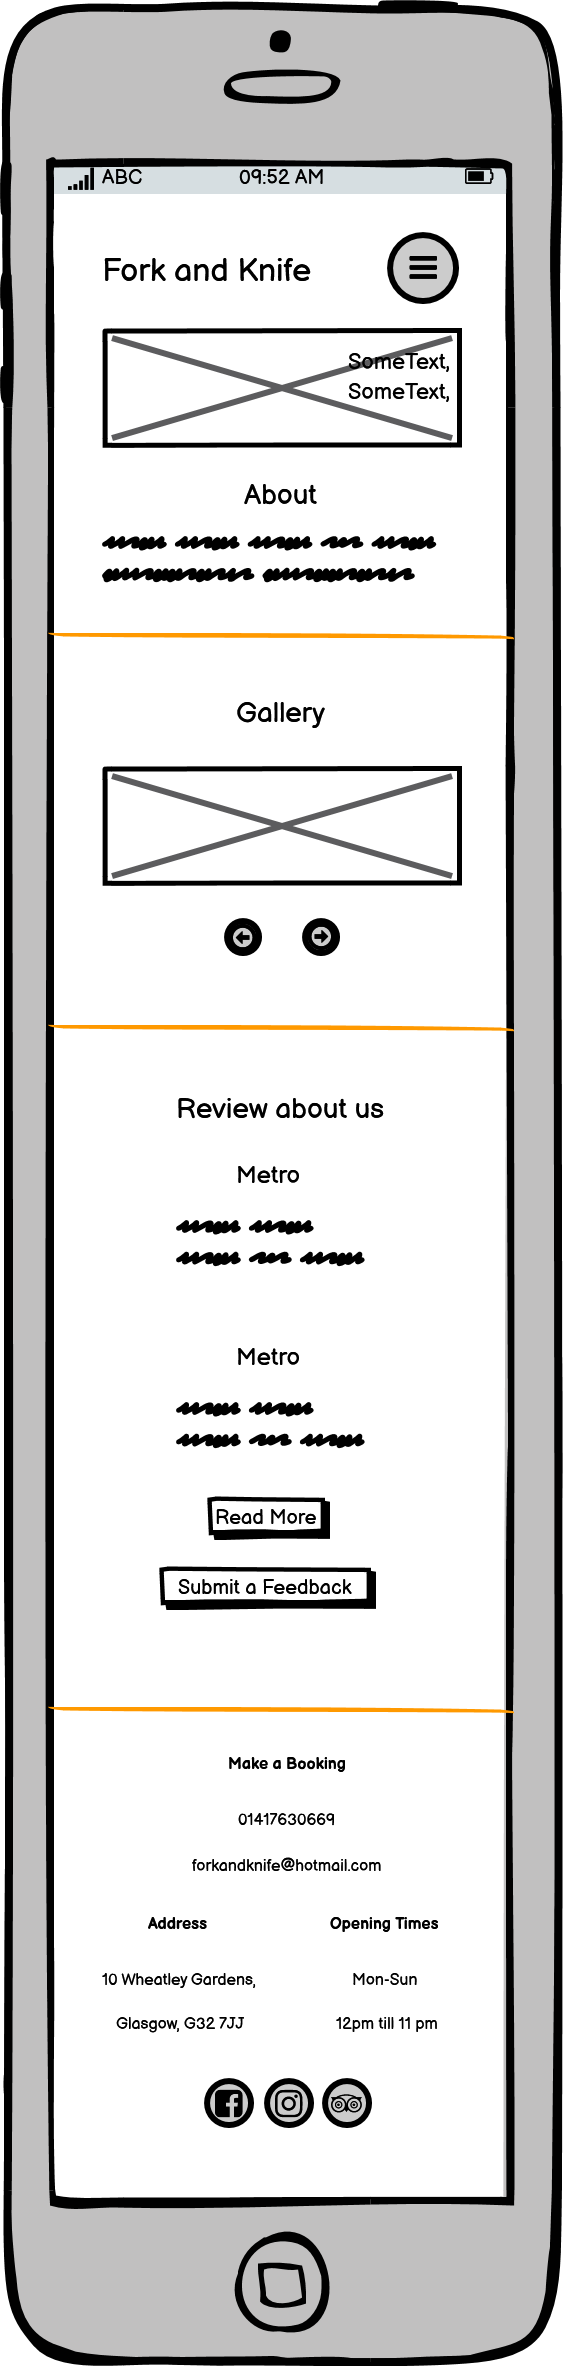 ABC 09:52 AM
Fork and Knife
SomeText,
SomeText,
About
Gallery
Review about us
Metro
Metro
Read More
Submit a Feedback
Make a Booking
01417630669
forkandknife@hotmail.com
Address Opening Times
10 Wheatley Gardens, Mon-Sun
Glasgow, G32 7JJ 12pm till 11 pm